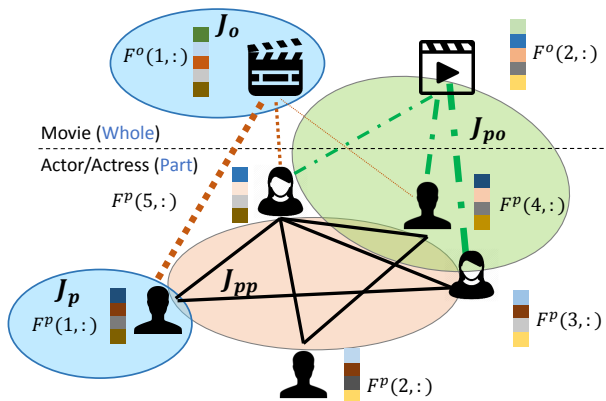 J_o
F^o(1,:)
F^o(2,:)
J_po
Movie (Whole)
Actor/Actress (Part)
F^p(5,:)
F^p(4,:)
J_pp
J_p
F^p(1,:)
F^p(3,:)
F^p(2,:)